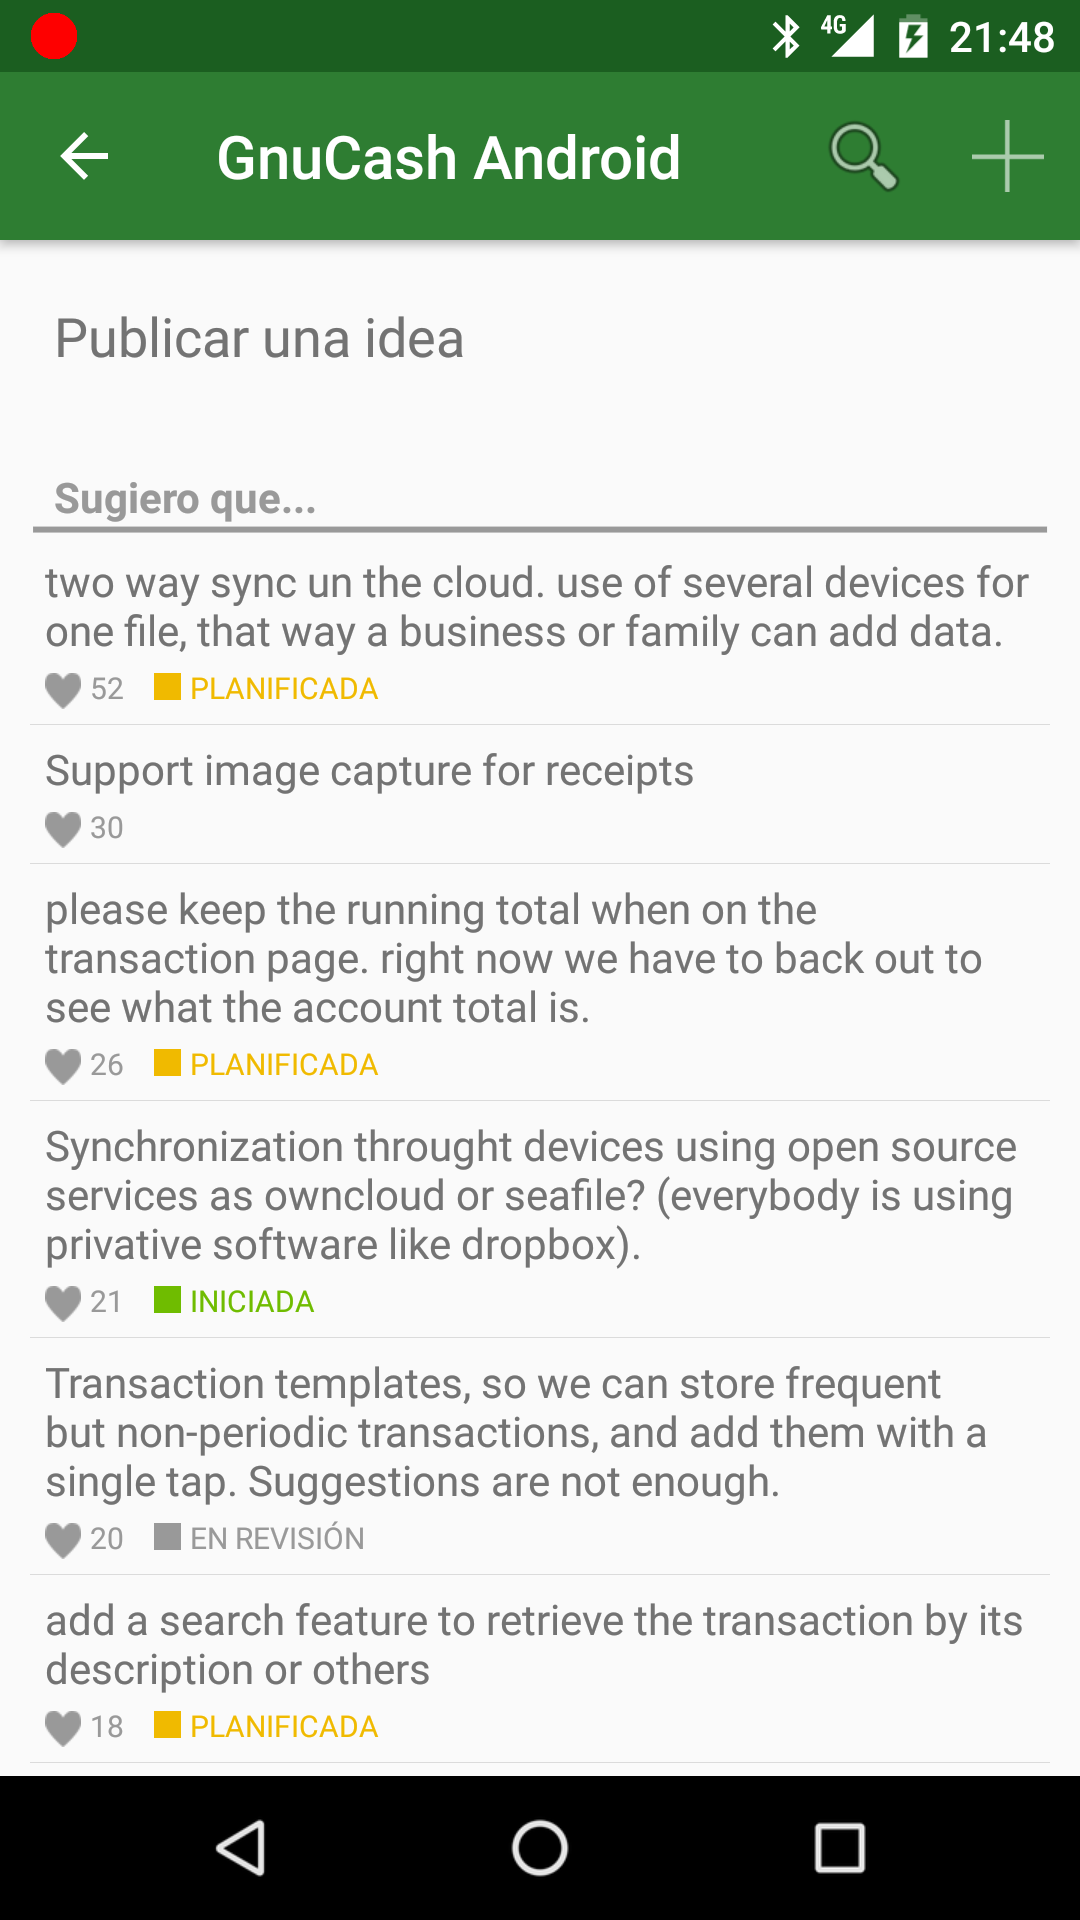 4G 21:48
GnuCash Android
Publicar una idea
Sugiero que...
two way sync un the cloud. use of several devices for
one file, that way a business or family can add data.
52 PLANIFICADA
Support image capture for receipts
30
please keep the running total when on the
transaction page. right now we have to back out to
see what the account total is.
26 PLANIFICADA
Synchronization throught devices using open source
services as owncloud or seafile? (everybody is using
privative software like dropbox).
21 INICIADA
Transaction templates, so we can store frequent
but non-periodic transactions, and add them with a
single tap. Suggestions are not enough.
20 EN REVISIÓN
add a search feature to retrieve the transaction by its
description or others
18 PLANIFICADA